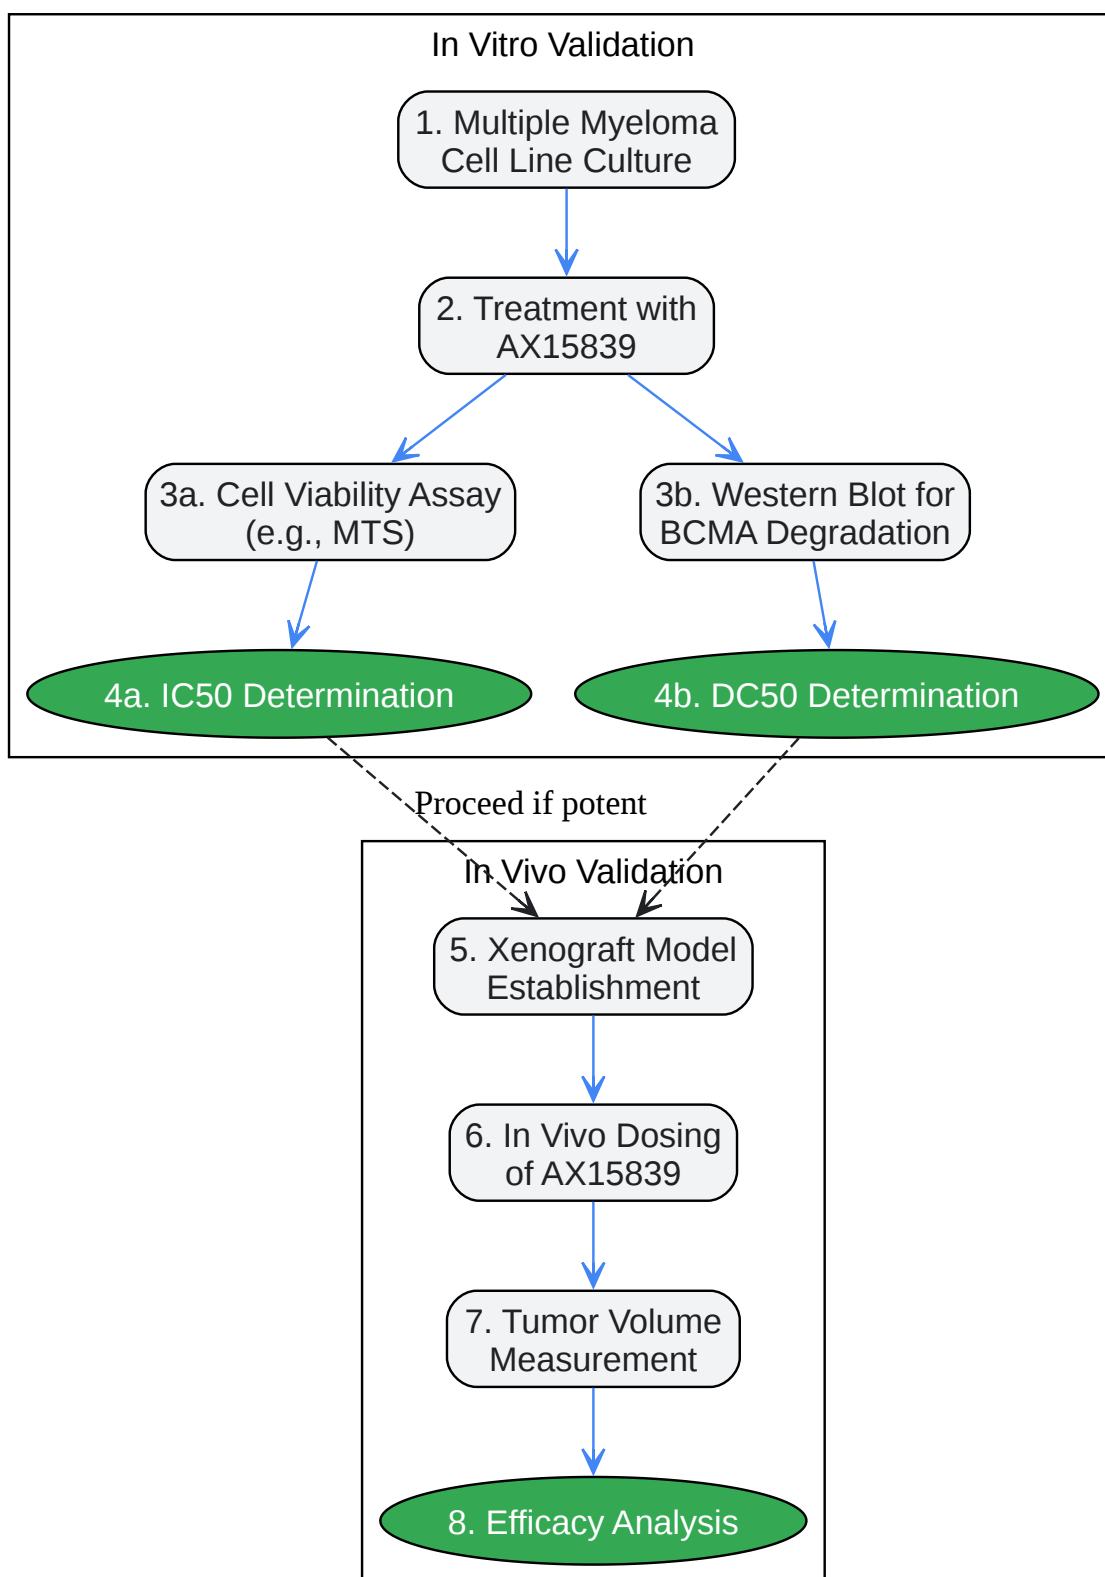 In Vitro Validation
1. Multiple Myeloma
Cell Line Culture
2. Treatment with
AX15839
3a. Cell Viability Assay
(e.g., MTS)
3b. Western Blot for
BCMA Degradation
4a. IC50 Determination
4b. DC50 Determination
Proceed if potent
In Vivo Validation
5. Xenograft Model
Establishment
6. In Vivo Dosing
of AX15839
7. Tumor Volume
Measurement
8. Efficacy Analysis